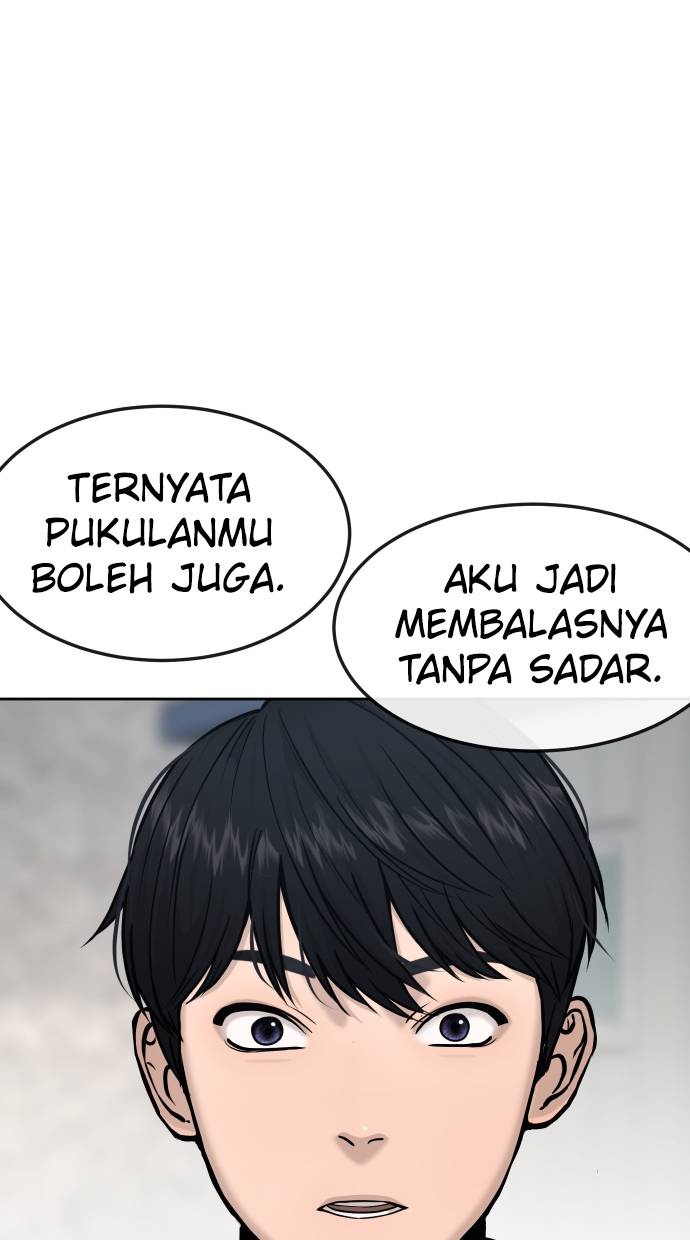 TERNYATA
PUKULANMU
BOLEH JUGA.
AKU JADI
MEMBALASNYA
TANPA SADAR.